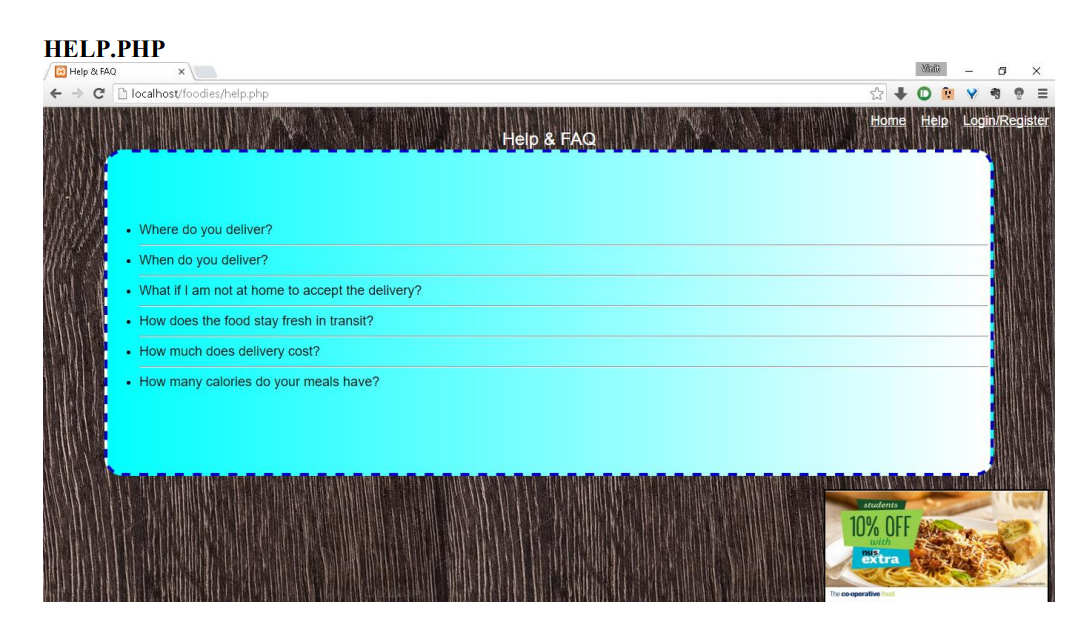 HELP.PHP
Help & FAQ
Vinit
localhost/foodies/help.php
Home Help Login/Register
Help & FAQ
Where do you deliver?
When do you deliver?
What if I am not at home to accept the delivery?
How does the food stay fresh in transit?
How much does delivery cost?
How many calories do your meals have?
students
10% OFF
with
nus
extra
The co-operative food